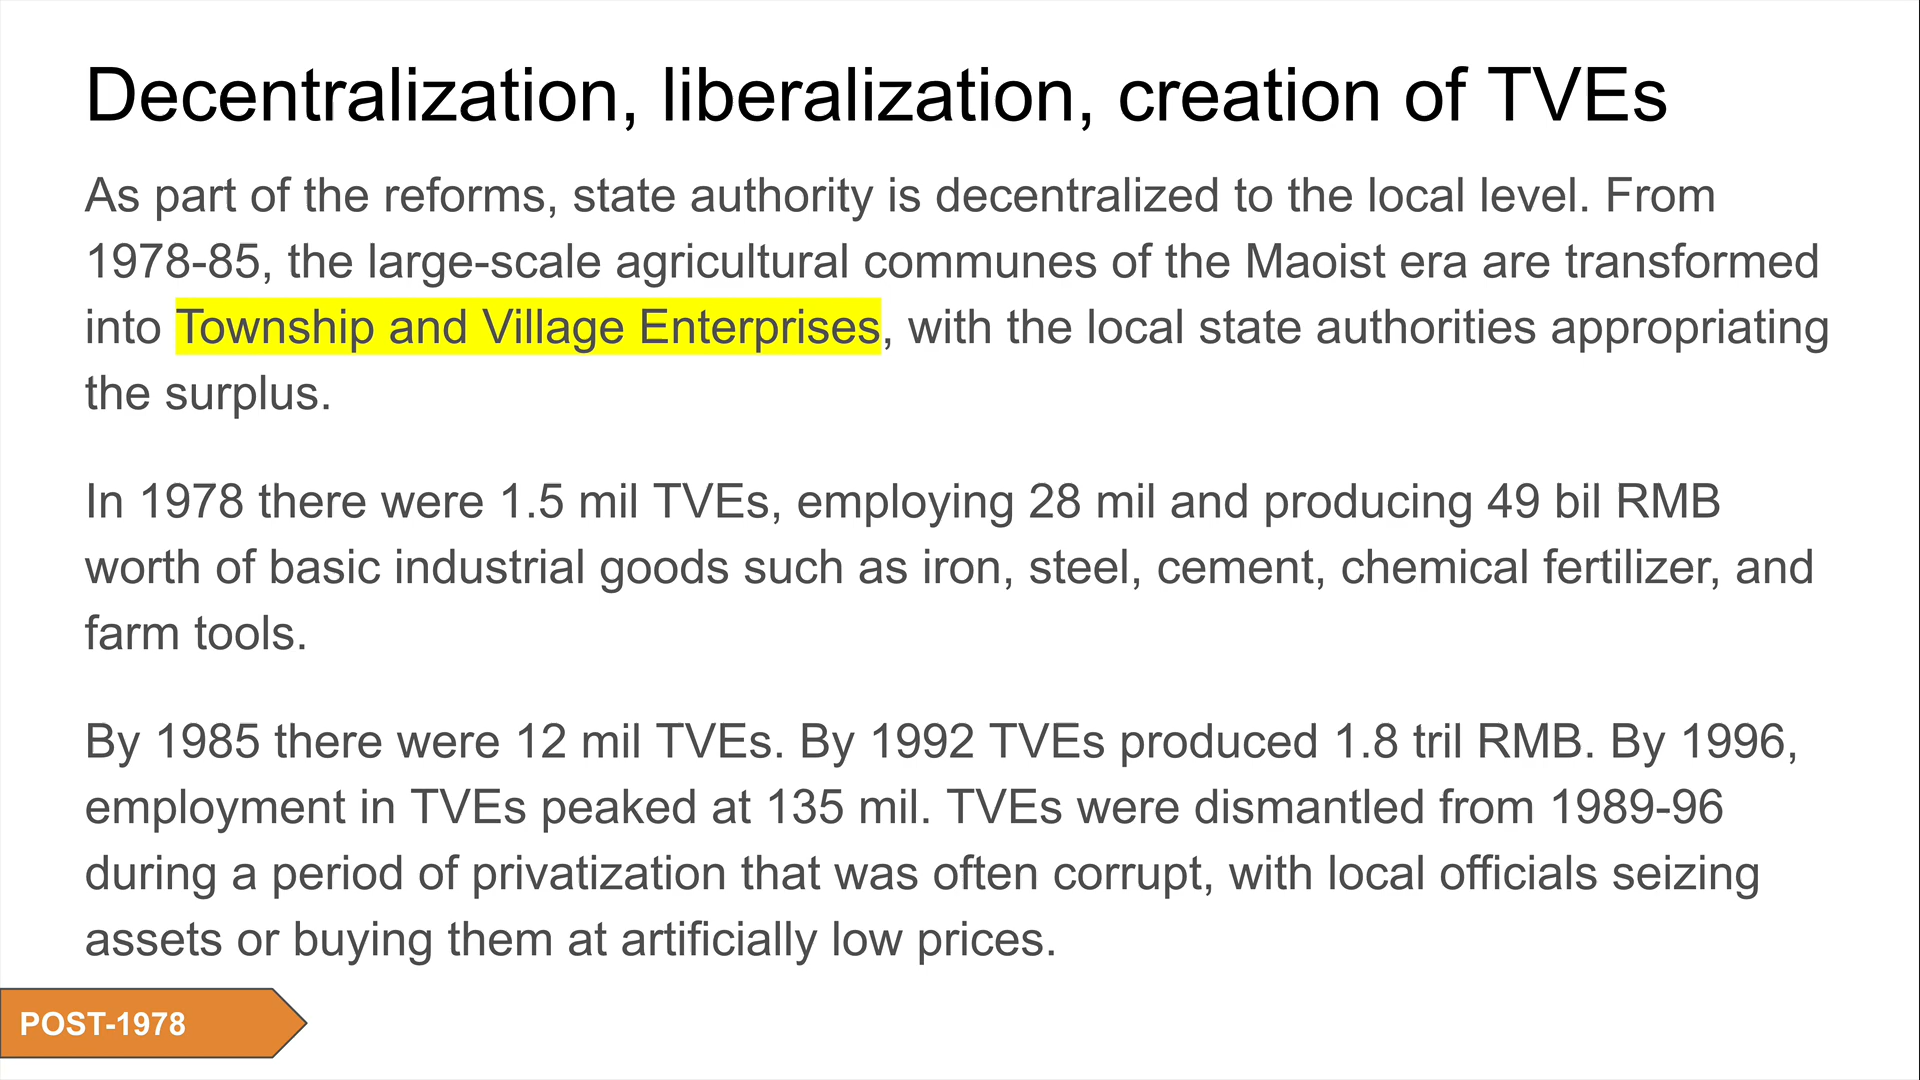 Decentralization, liberalization, creation of TVEs
As part of the reforms, state authority is decentralized to the local level. From
1978-85, the large-scale agricultural communes of the Maoist era are transformed
into Township and Village Enterprises, with the local state authorities appropriating
the surplus.
In 1978 there were 1.5 mil TVEs, employing 28 mil and producing 49 bil RMB
worth of basic industrial goods such as iron, steel, cement, chemical fertilizer, and
farm tools.
By 1985 there were 12 mil TVEs. By 1992 TVEs produced 1.8 tril RMB. By 1996,
employment in TVEs peaked at 135 mil. TVEs were dismantled from 1989-96
during a period of privatization that was often corrupt, with local officials seizing
assets or buying them at artificially low prices.
POST-1978